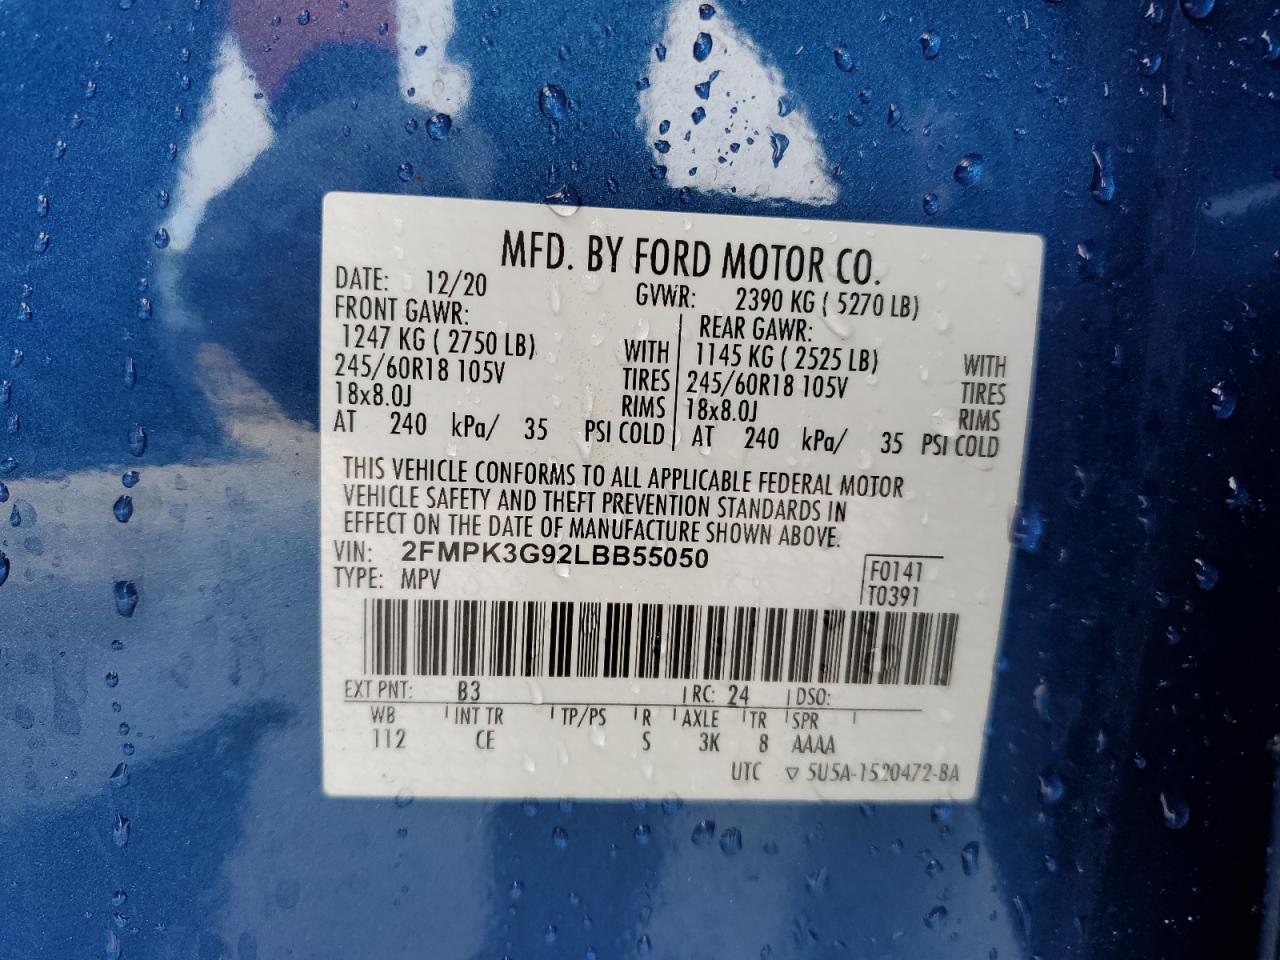 MFD. BY FORD MOTOR CO.
DATE: 12/20 GVWR: 2390 KG ( 5270 LB)
FRONT GAWR: REAR GAWR:
1247 KG ( 2750 LB) WITH 1145 KG ( 2525 LB) WITH
245/60R18 105V TIRES 245/60R18 105V TIRES
18x8.0J RIMS 18x8.0J RIMS
AT 240 kPa/ 35 PSI COLD AT 240 kPa/ 35 PSI COLD
THIS VEHICLE CONFORMS TO ALL APPLICABLE FEDERAL MOTOR
VEHICLE SAFETY AND THEFT PREVENTION STANDARDS IN
EFFECT ON THE DATE OF MANUFACTURE SHOWN ABOVE.
VIN: 2FMPK3G92LBB55050
TYPE: MPV
F0141
T0391
EXT PNT: B3 RC: 24 DSO:
WB INT TR TP/PS R AXLE TR SPR
112 CE S 3K 8 AAAA
UTC ▽ 5U5A-1520472-BA